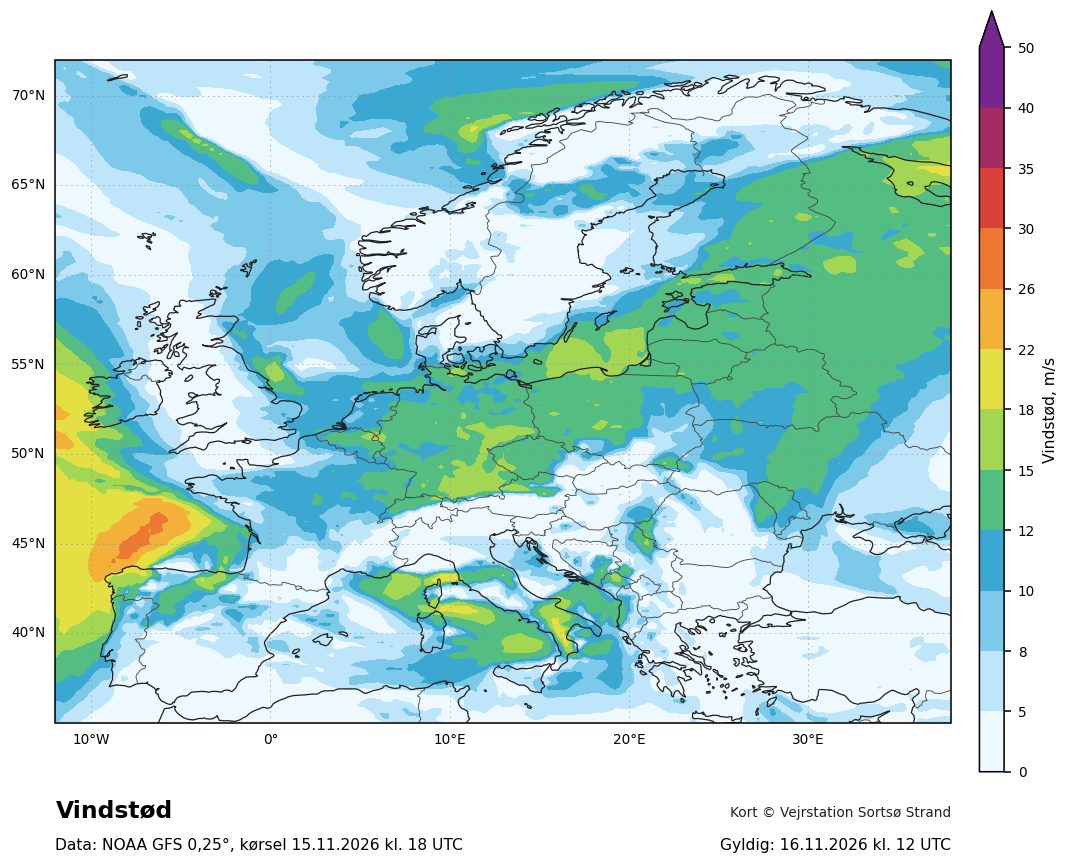 70°N
65°N
60°N
55°N
50°N
45°N
40°N
10°W
0°
10°E
20°E
30°E
50
40
35
30
26
22
18
15
12
10
8
5
0
Vindstød, m/s
Vindstød
Kort © Vejrstation Sortsø Strand
Data: NOAA GFS 0,25°, kørsel 15.11.2026 kl. 18 UTC
Gyldig: 16.11.2026 kl. 12 UTC